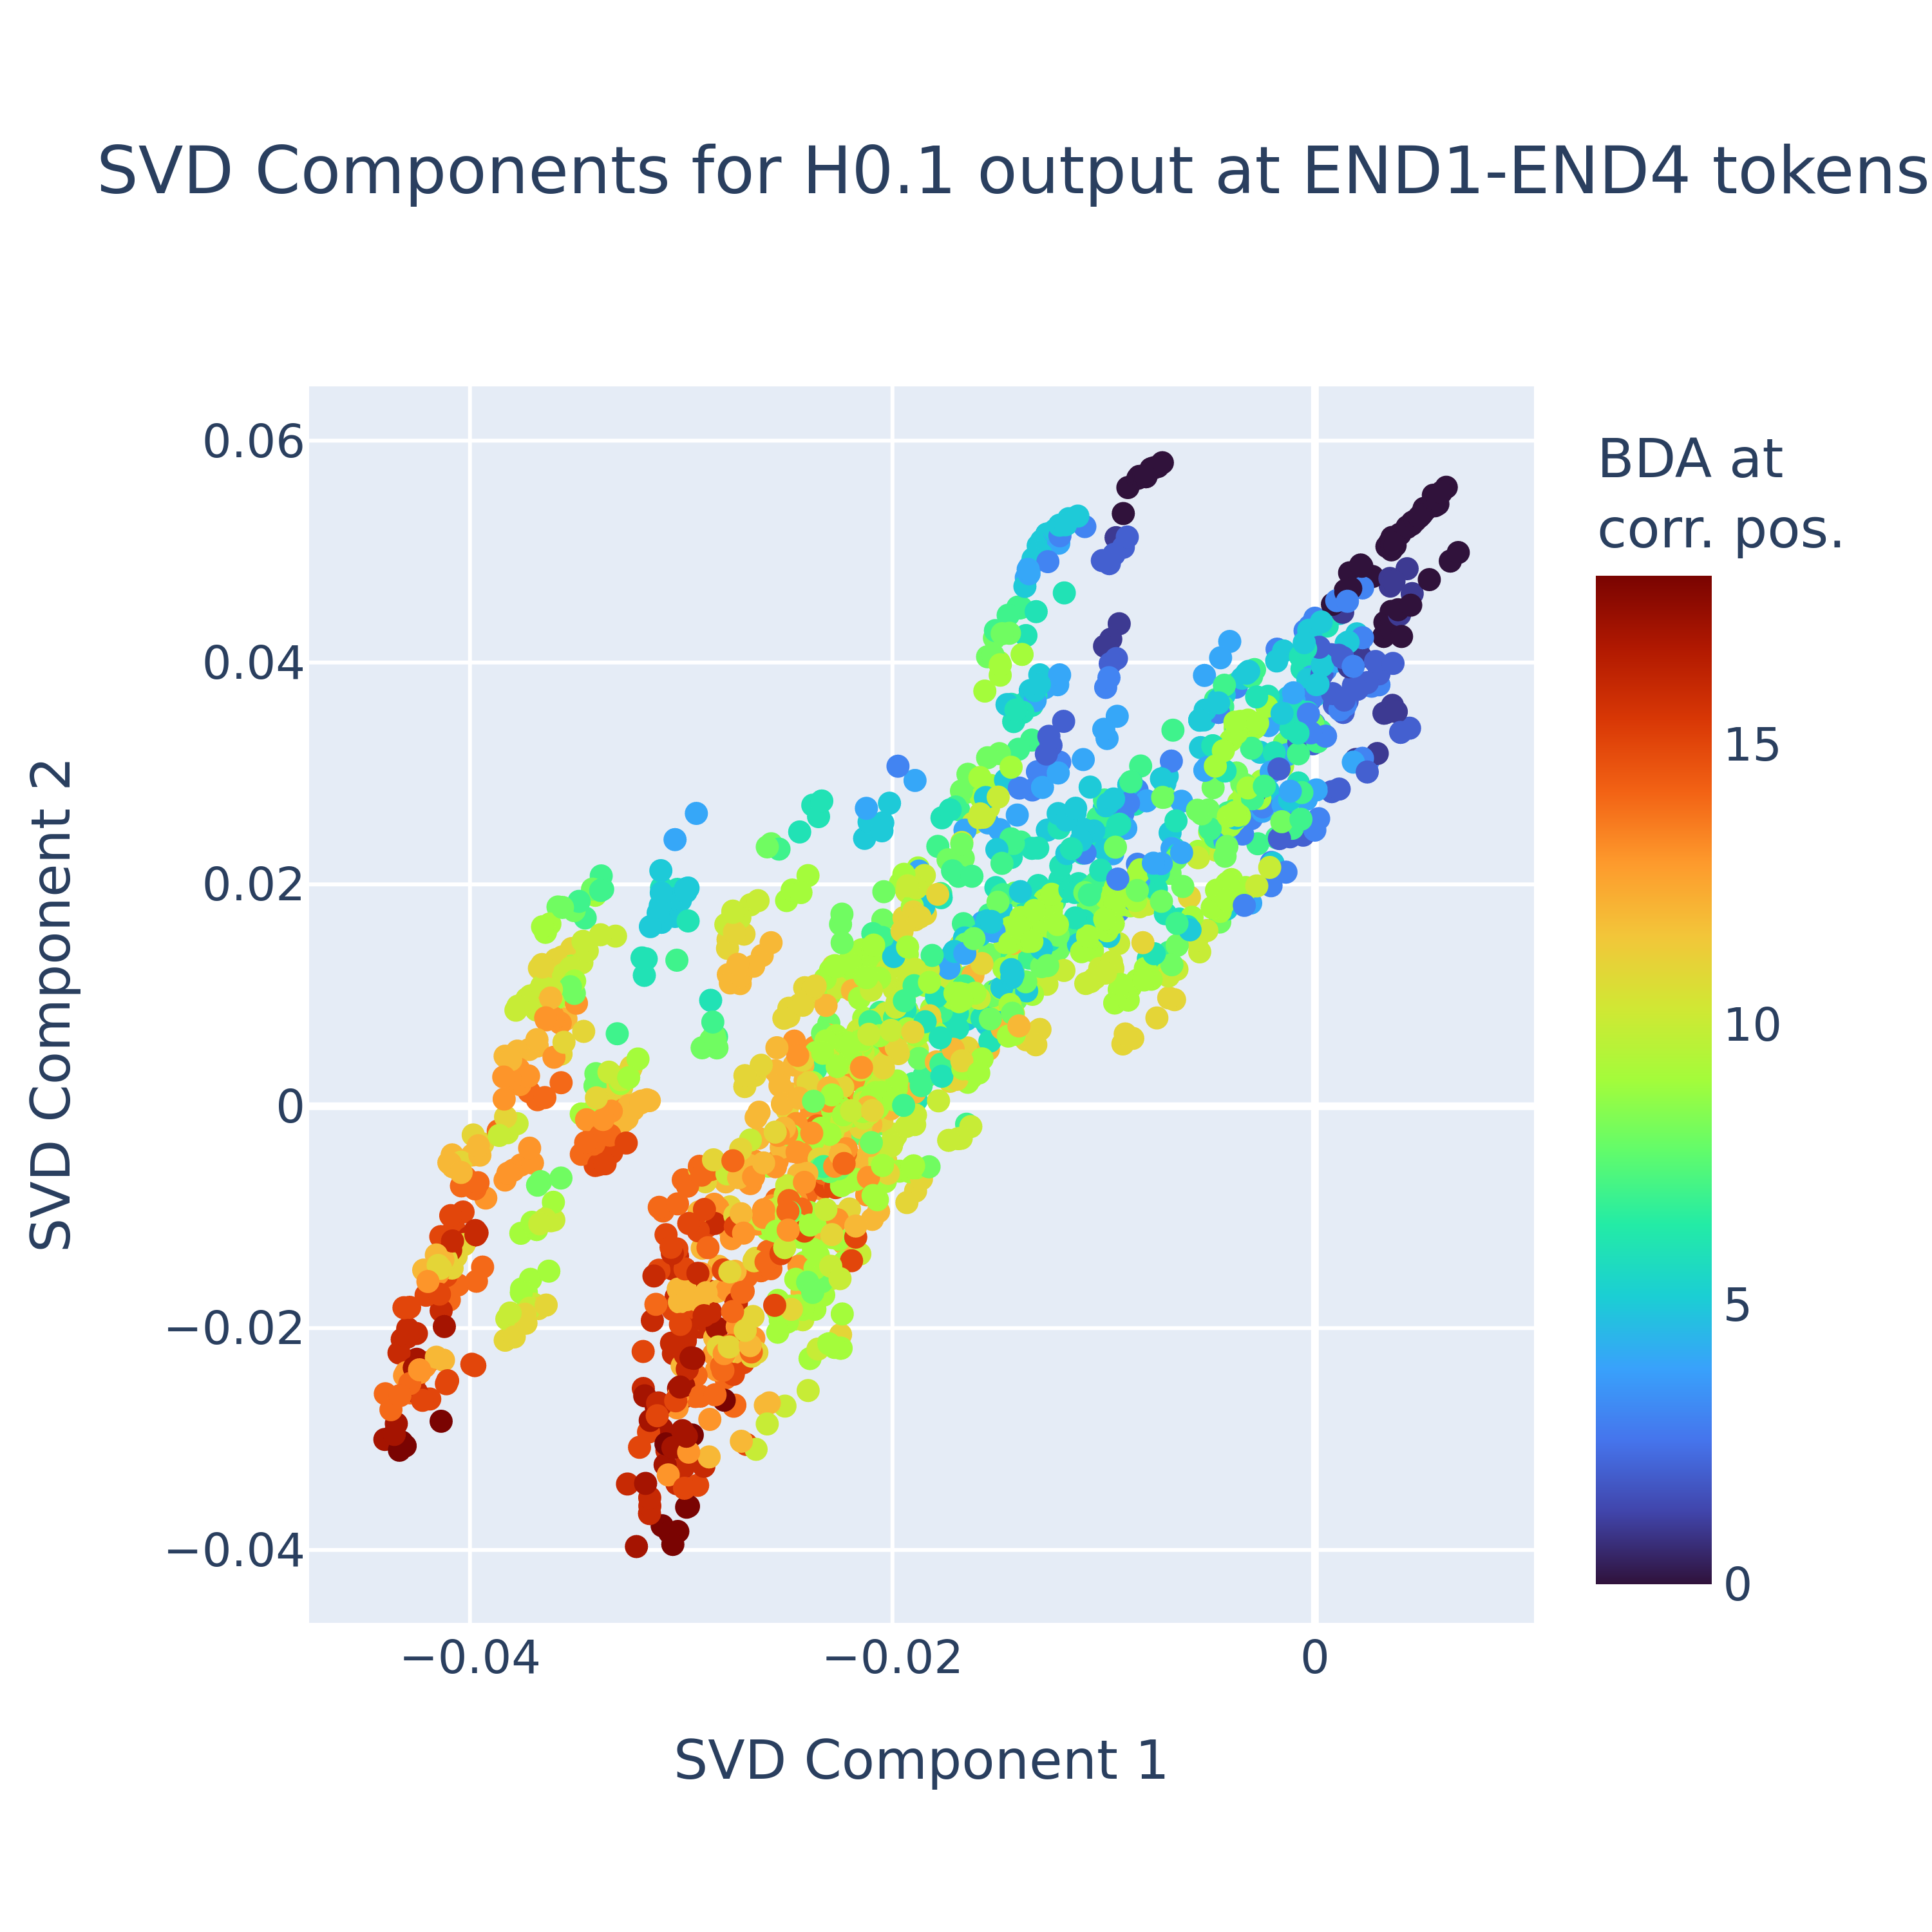 SVD Components for H0.1 output at END1-END4 tokens
BDA at
corr. pos.
0.06
0.04
0.02
0
−0.02
−0.04
SVD Component 2
−0.04
−0.02
0
SVD Component 1
15
10
5
0